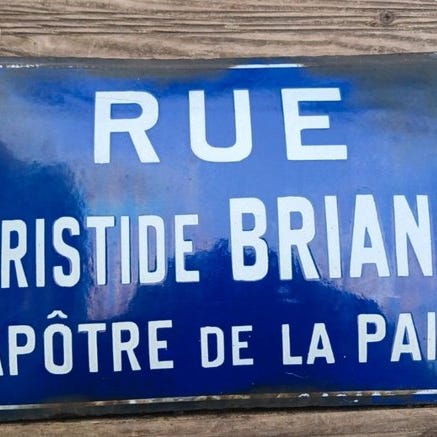 RUE
RISTIDE BRIAN
APÔTRE DE LA PAI